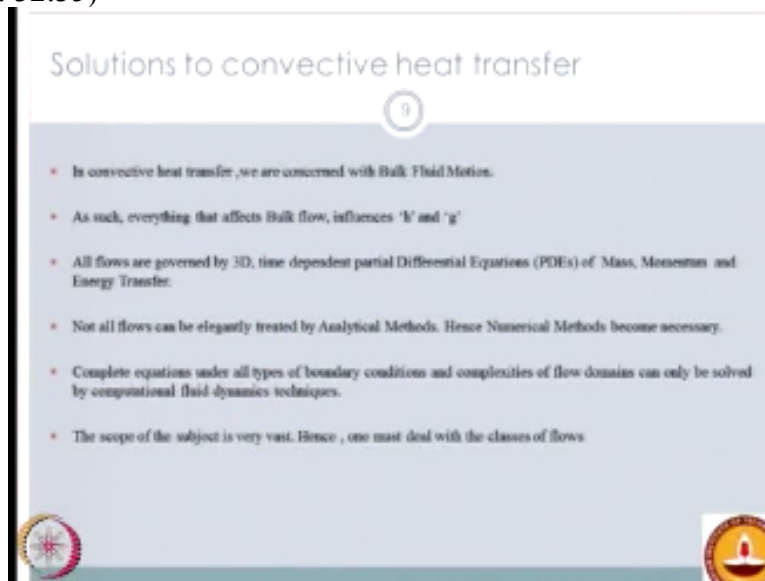 Solutions to convective heat transfer
9
• In convective heat transfer ,we are concerned with Bulk Fluid Motion.
• As such, everything that affects Bulk flow, influences 'h' and 'g'
• All flows are governed by 3D, time dependent partial Differential Equations (PDEs) of Mass, Momentum and
Energy Transfer.
• Not all flows can be elegantly treated by Analytical Methods. Hence Numerical Methods become necessary.
• Complete equations under all types of boundary conditions and complexities of flow domains can only be solved
by computational fluid dynamics techniques.
• The scope of the subject is very vast. Hence , one must deal with the classes of flows